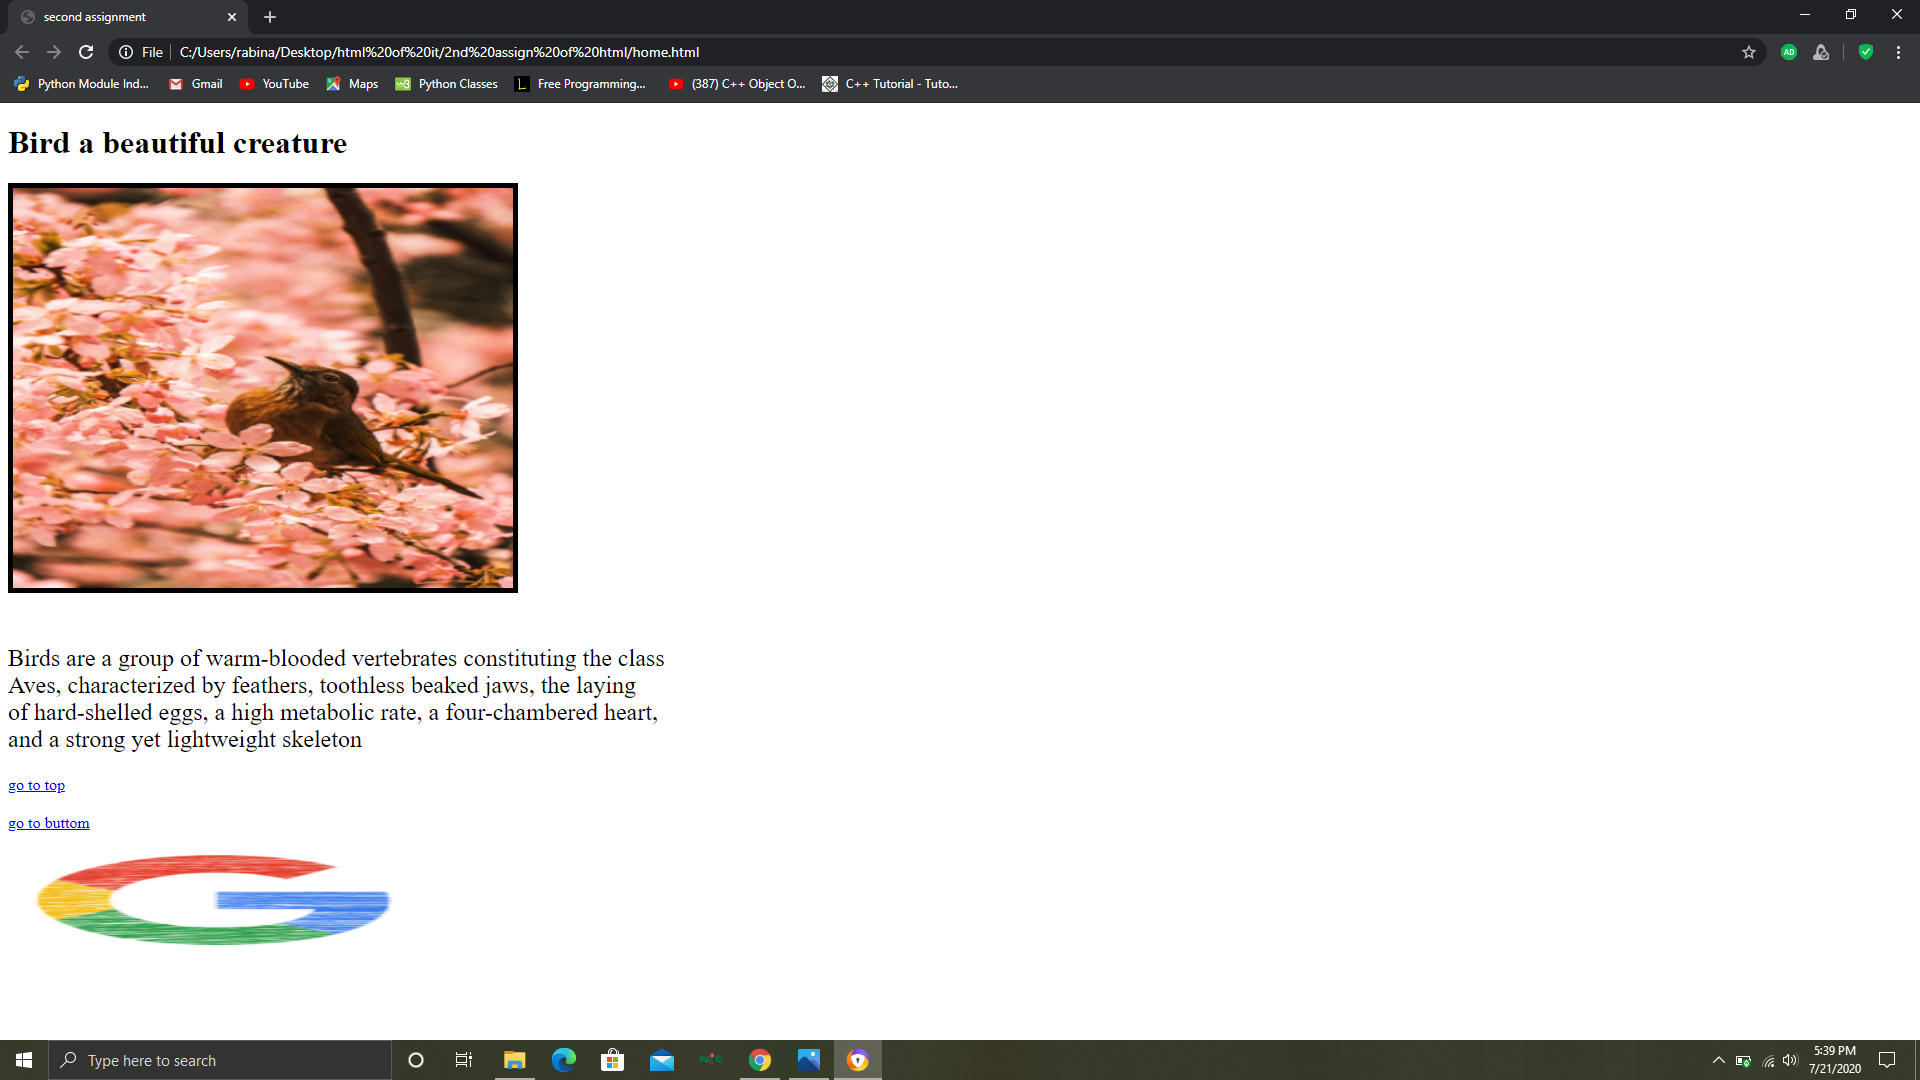 second assignment
File
C:/Users/rabina/Desktop/html%20of%20it/2nd%20assign%20of%20html/home.html
AD
Python Module Ind...
Gmail
YouTube
Maps
Python Classes
Free Programming...
(387) C++ Object O...
C++ Tutorial - Tuto...
Bird a beautiful creature
Birds are a group of warm-blooded vertebrates constituting the class
Aves, characterized by feathers, toothless beaked jaws, the laying
of hard-shelled eggs, a high metabolic rate, a four-chambered heart,
and a strong yet lightweight skeleton
go to top
go to buttom
Type here to search
5:39 PM
7/21/2020